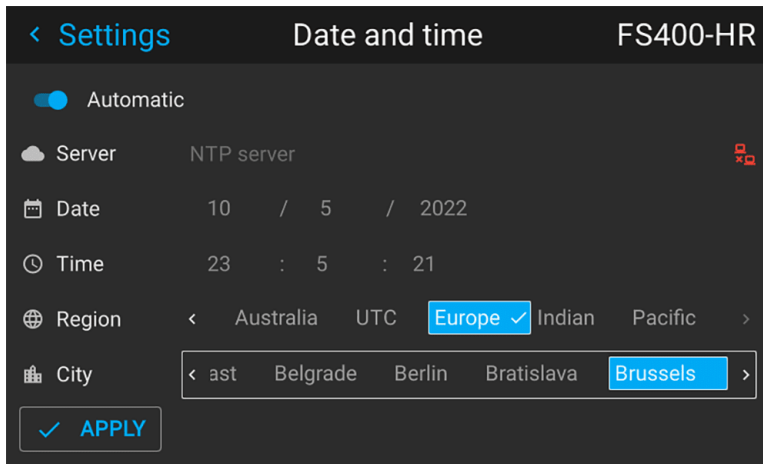 Settings Date and time FS400-HR
Automatic
Server NTP server
Date 10 / 5 / 2022
Time 23 : 5 : 21
Region Australia UTC Europe Indian Pacific
City ast Belgrade Berlin Bratislava Brussels
APPLY